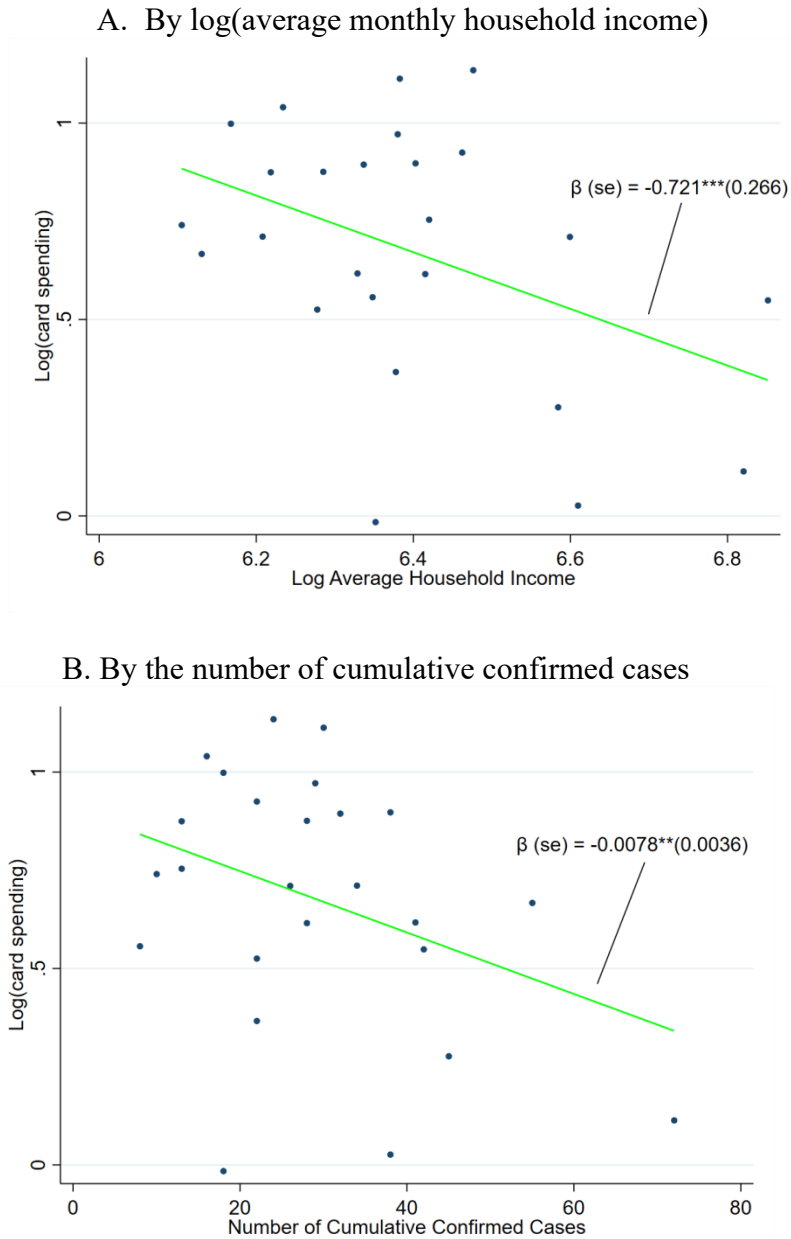 A. By log(average monthly household income)
1
β (se) = -0.721***(0.266)
Log(card spending)
.5
0
6 6.2 6.4 6.6 6.8
Log Average Household Income
B. By the number of cumulative confirmed cases
1
β (se) = -0.0078**(0.0036)
Log(card spending)
.5
0
0 20 40 60 80
Number of Cumulative Confirmed Cases